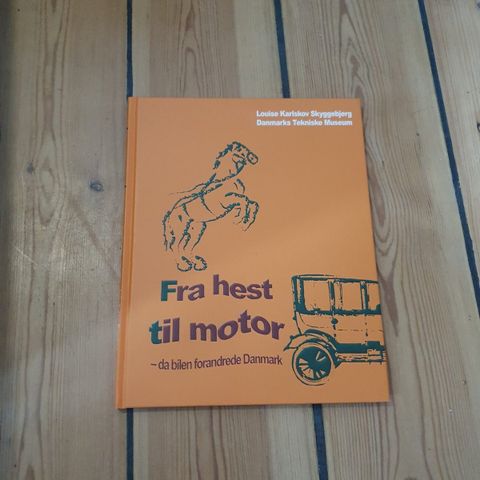 Louise Karlskov Skyggebjerg
Danmarks Tekniske Museum
Fra hest
til motor
– da bilen forandrede Danmark